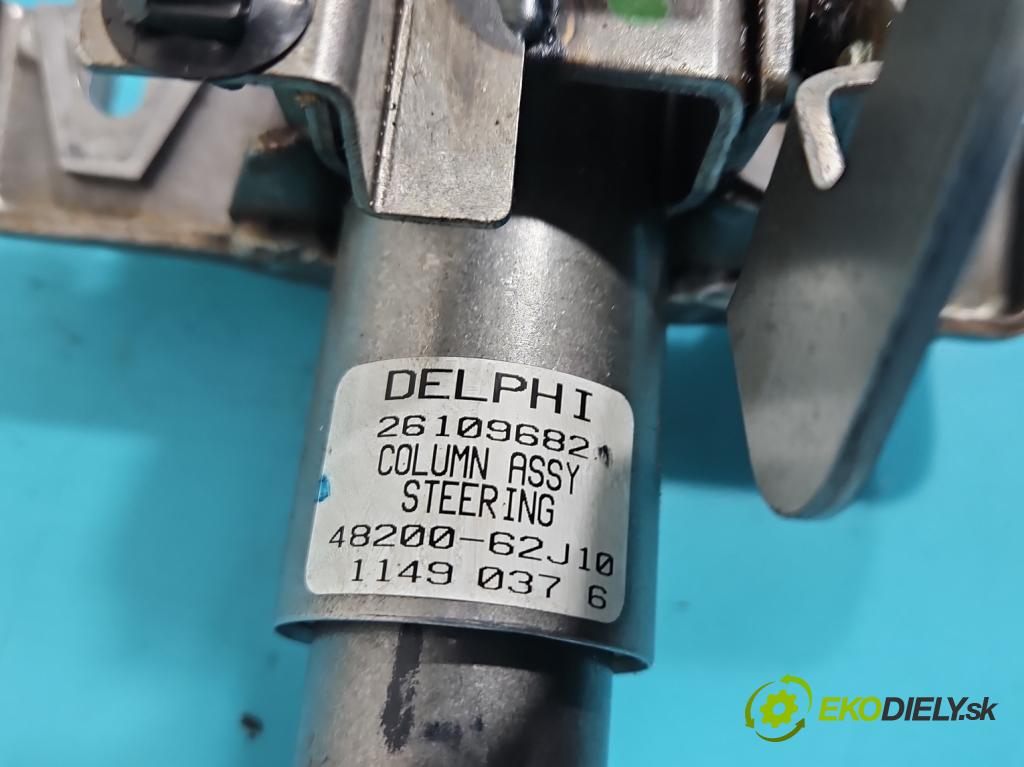 DELPHI
26109682
COLUMN ASSY
STEERING
48200-62J10
1149 037 6
EKODIELY.sk